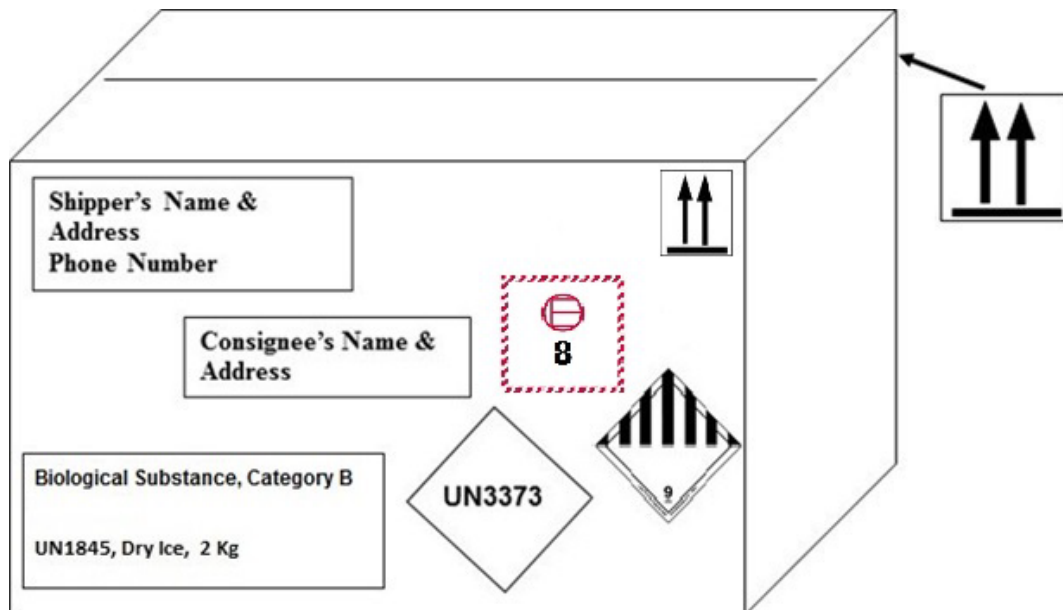 Shipper's Name &
Address
Phone Number
Consignee's Name &
Address
E
8
Biological Substance, Category B
UN3373
9
UN1845, Dry Ice, 2 Kg